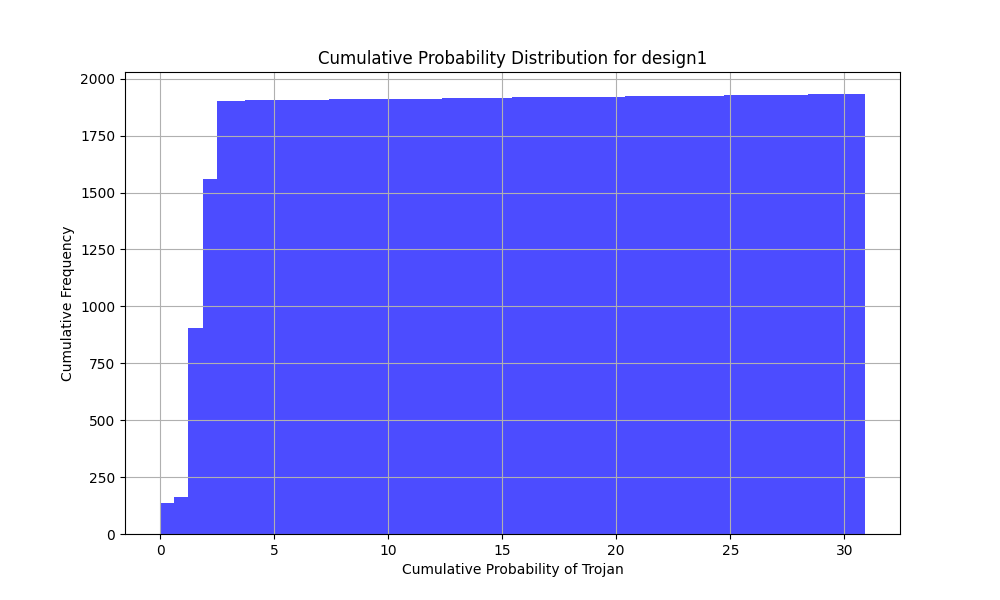 Cumulative Probability Distribution for design1
2000
1750
1500
1250
1000
750
500
250
0
Cumulative Frequency
0 5 10 15 20 25 30
Cumulative Probability of Trojan